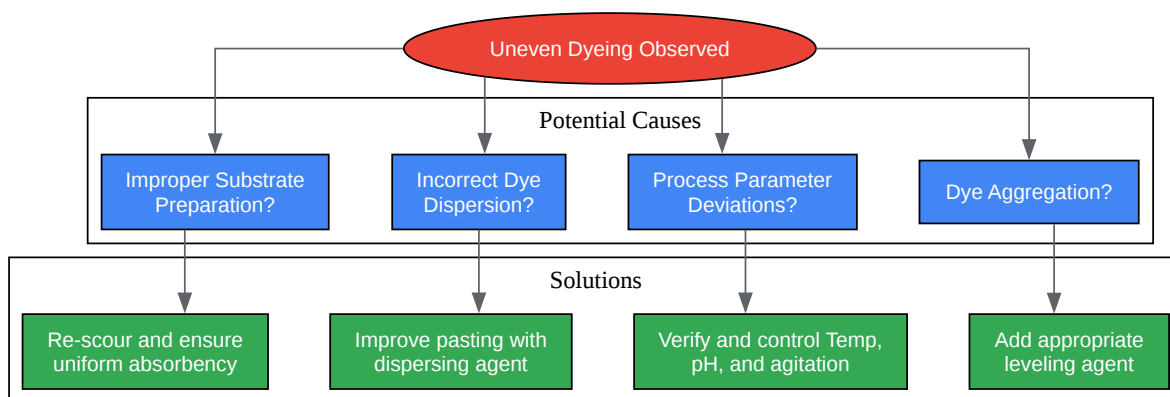 Uneven Dyeing Observed
Potential Causes
Improper Substrate
Preparation?
Incorrect Dye
Dispersion?
Process Parameter
Deviations?
Dye Aggregation?
Solutions
Re-scour and ensure
uniform absorbency
Improve pasting with
dispersing agent
Verify and control Temp,
pH, and agitation
Add appropriate
leveling agent